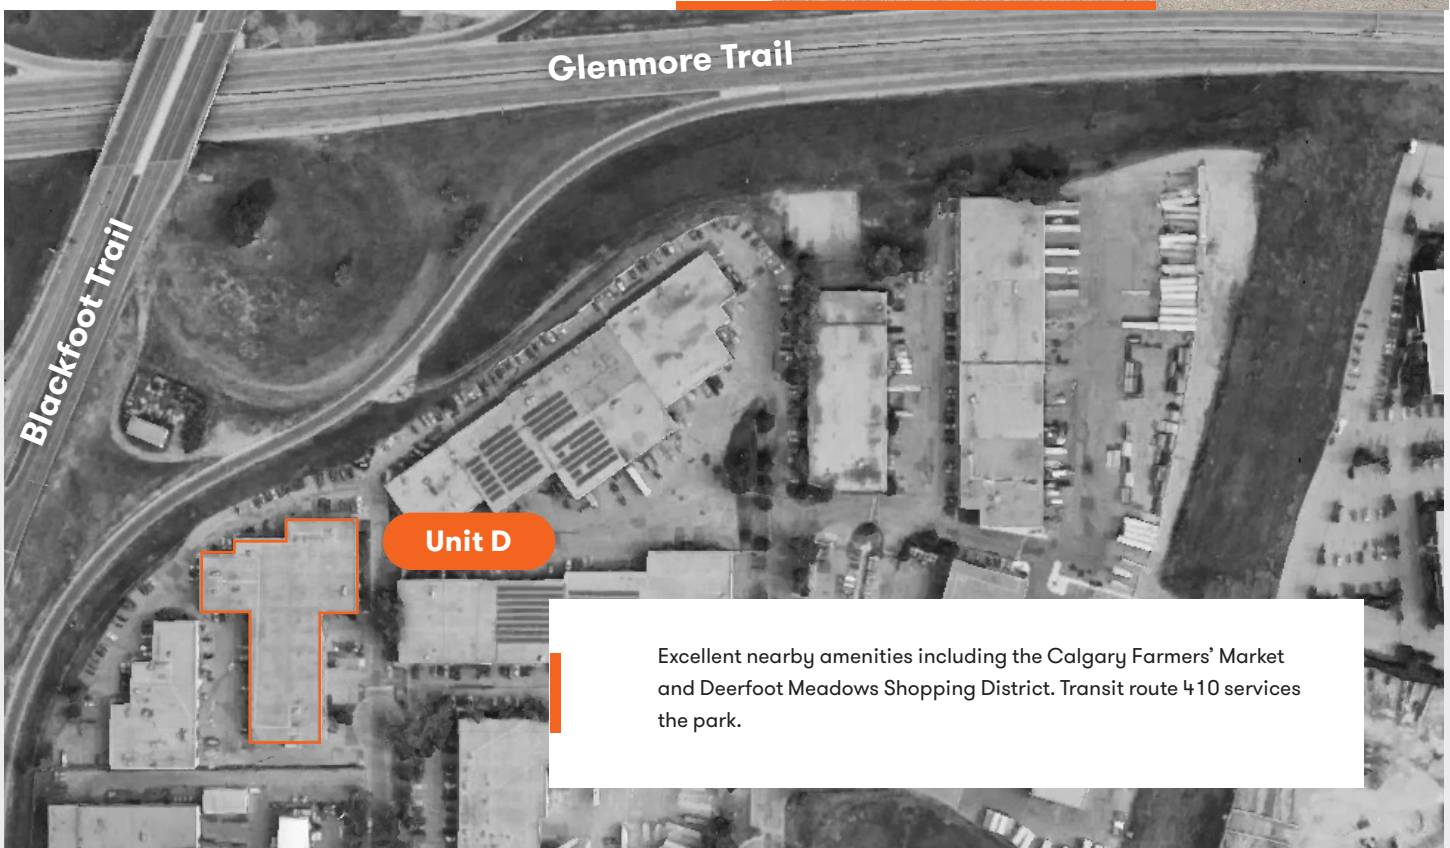 Glenmore Trail
Blackfoot Trail
Unit D
Excellent nearby amenities including the Calgary Farmers’ Market
and Deerfoot Meadows Shopping District. Transit route 410 services
the park.